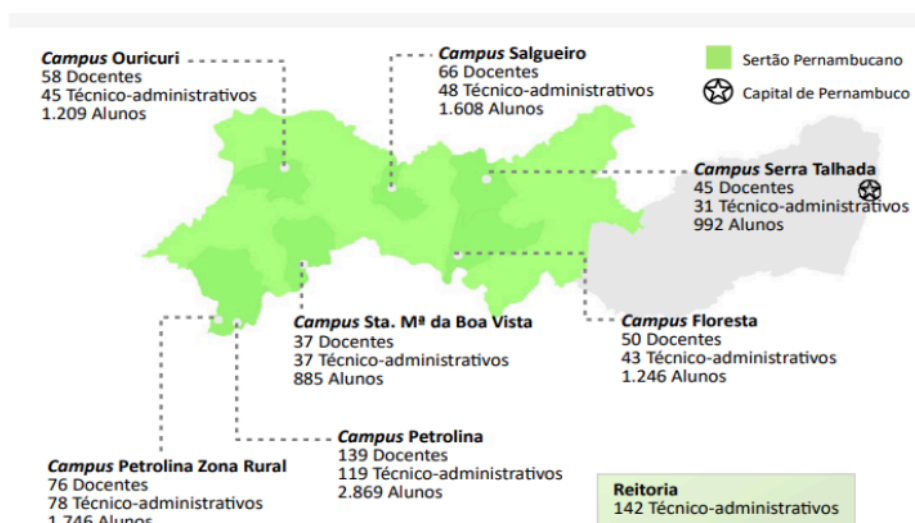 Campus Ouricuri
58 Docentes
45 Técnico-administrativos
1.209 Alunos
Campus Salgueiro
66 Docentes
48 Técnico-administrativos
1.608 Alunos
Sertão Pernambucano
Capital de Pernambuco
Campus Serra Talhada
45 Docentes
31 Técnico-administrativos
992 Alunos
Campus Sta. Mª da Boa Vista
37 Docentes
37 Técnico-administrativos
885 Alunos
Campus Floresta
50 Docentes
43 Técnico-administrativos
1.246 Alunos
Campus Petrolina
139 Docentes
119 Técnico-administrativos
2.869 Alunos
Campus Petrolina Zona Rural
76 Docentes
78 Técnico-administrativos
1.746 Alunos
Reitoria
142 Técnico-administrativos